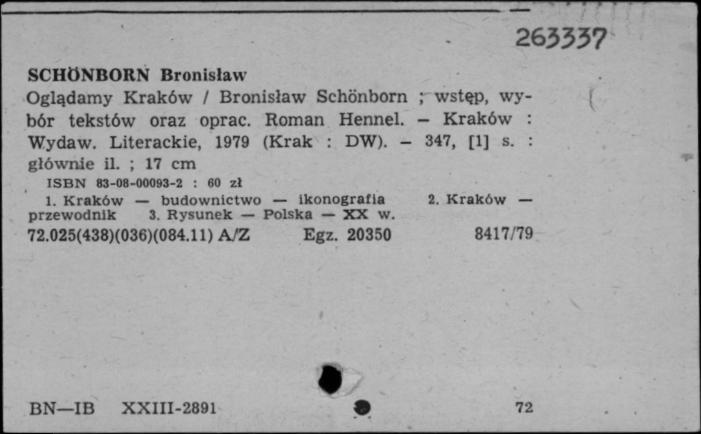 263337
SCHÖNBORN Bronisław
Oglądamy Kraków / Bronisław Schönborn ; wstęp, wy-
bór tekstów oraz oprac. Roman Hennel. — Kraków :
Wydaw. Literackie, 1979 (Krak : DW). — 347, [1] s. :
głównie il. ; 17 cm
ISBN 83-08-00093-2 : 60 zł
1. Kraków — budownictwo — ikonografia 2. Kraków —
przewodnik 3. Rysunek — Polska — XX w.
72.025(438)(036)(084.11) A/Z Egz. 20350 8417/79
BN—IB XXIII-2891 72